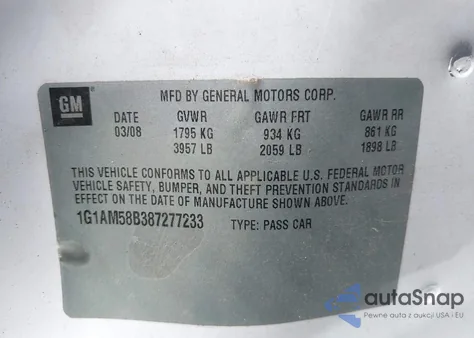 GM
MFD BY GENERAL MOTORS CORP.
DATE GVWR GAWR FRT GAWR RR
03/08 1795 KG 934 KG 861 KG
3957 LB 2059 LB 1898 LB
THIS VEHICLE CONFORMS TO ALL APPLICABLE U.S. FEDERAL MOTOR
VEHICLE SAFETY, BUMPER, AND THEFT PREVENTION STANDARDS IN
EFFECT ON THE DATE OF MANUFACTURE SHOWN ABOVE.
1G1AM58B387277233 TYPE: PASS CAR
autoSnap
Pewne auta z aukcji USA i EU